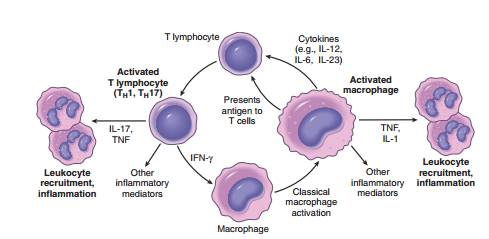 T lymphocyte
Cytokines
(e.g., IL-12,
IL-6, IL-23)
Activated
T lymphocyte
(TH1, TH17)
Activated
macrophage
Presents
antigen to
T cells
IL-17,
TNF
TNF,
IL-1
IFN-γ
Leukocyte
recruitment,
inflammation
Other
inflammatory
mediators
Classical
macrophage
activation
Other
inflammatory
mediators
Leukocyte
recruitment,
inflammation
Macrophage